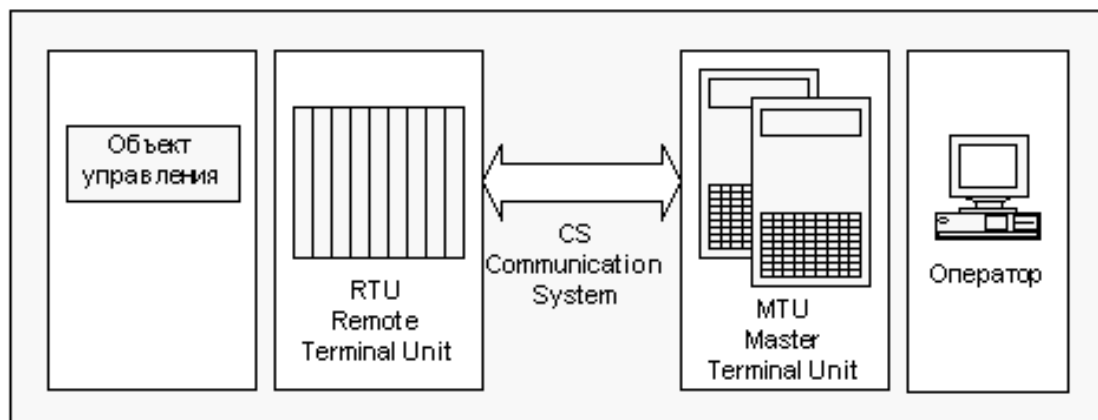 Объект
управления
RTU
Remote
Terminal Unit
CS
Communication
System
MTU
Master
Terminal Unit
Оператор